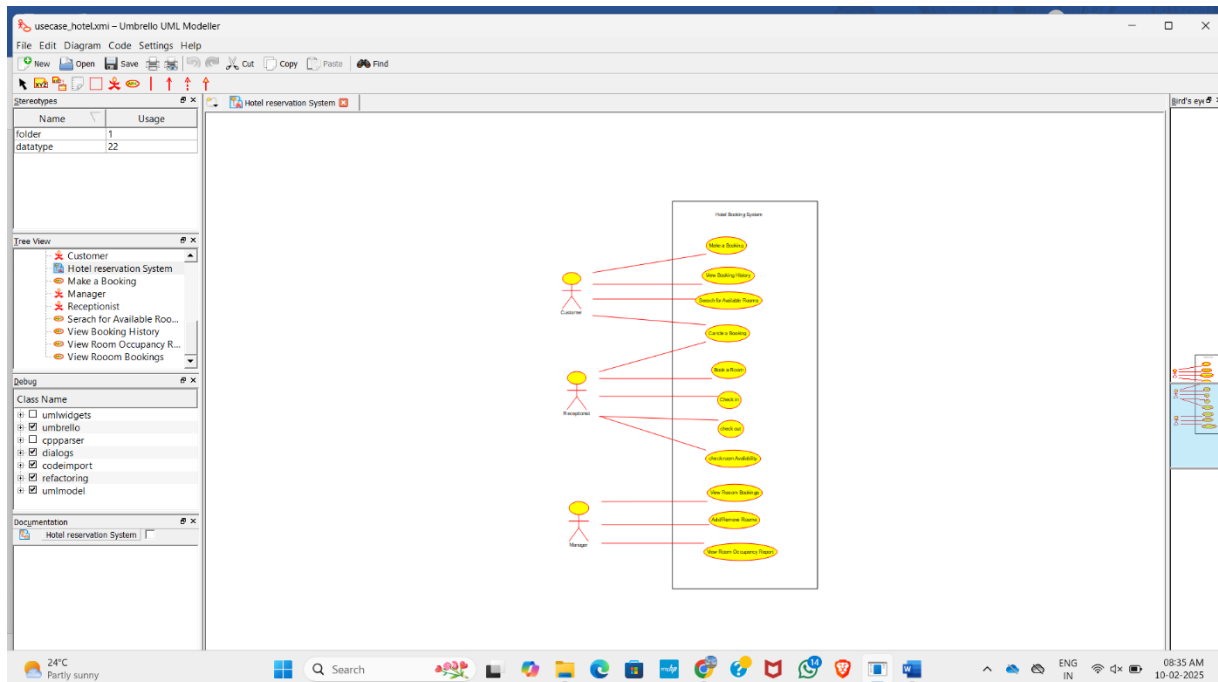 usecase_hotel.xmi – Umbrello UML Modeller
File Edit Diagram Code Settings Help
New Open Save Cut Copy Paste Find
Stereotypes
Name Usage
folder 1
datatype 22
Tree View
Customer
Hotel reservation System
Make a Booking
Manager
Receptionist
Serach for Available Roo...
View Booking History
View Room Occupancy R...
View Rooom Bookings
Debug
Class Name
umlwidgets
umbrello
cppparser
dialogs
codeimport
refactoring
umlmodel
Documentation
Hotel reservation System
Hotel reservation System
Hotel Booking System
Make a Booking
View Booking History
Serach for Available Rooms
Customer
Cancle a Booking
Book a Room
Receptionist
Check in
check out
check room Availability
View Rooom Bookings
Add/Remove Rooms
Manager
View Room Occupancy Report
Bird's eye
24°C
Partly sunny
Search
14
ENG
IN
08:35 AM
10-02-2025